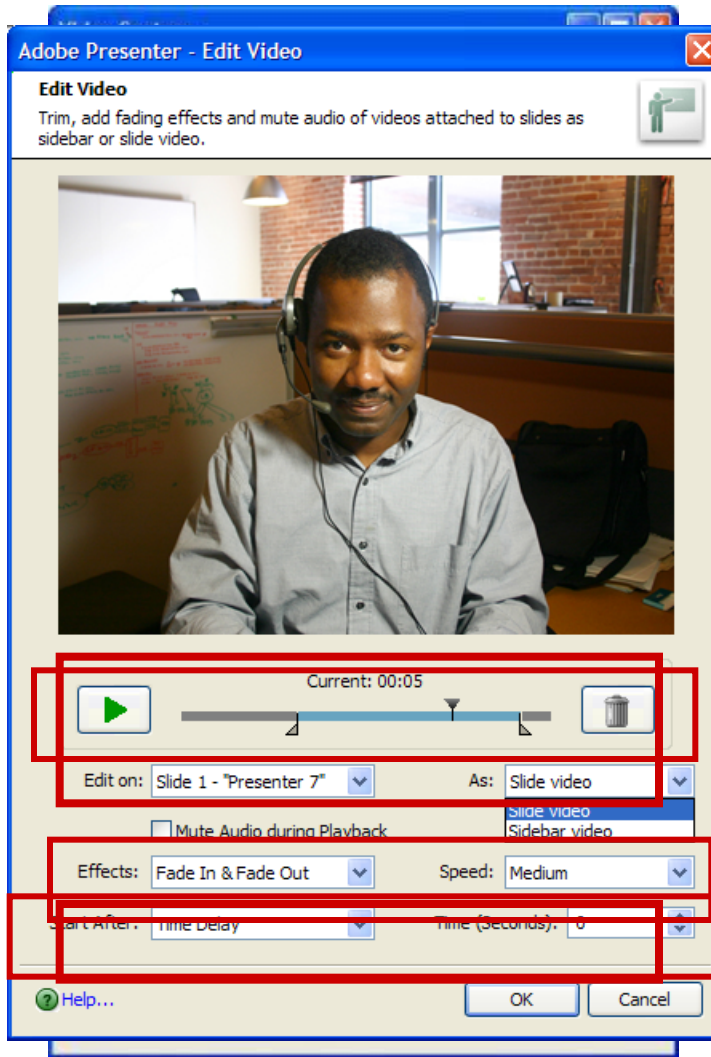 Adobe Presenter - Edit Video
Edit Video
Trim, add fading effects and mute audio of videos attached to slides as
sidebar or slide video.
Current: 00:05
Edit on: Slide 1 - "Presenter 7" As: Slide video
Slide video
Mute Audio during Playback Sidebar video
Effects: Fade In & Fade Out Speed: Medium
Start After: Time Delay Time (Seconds): 0
Help... OK Cancel